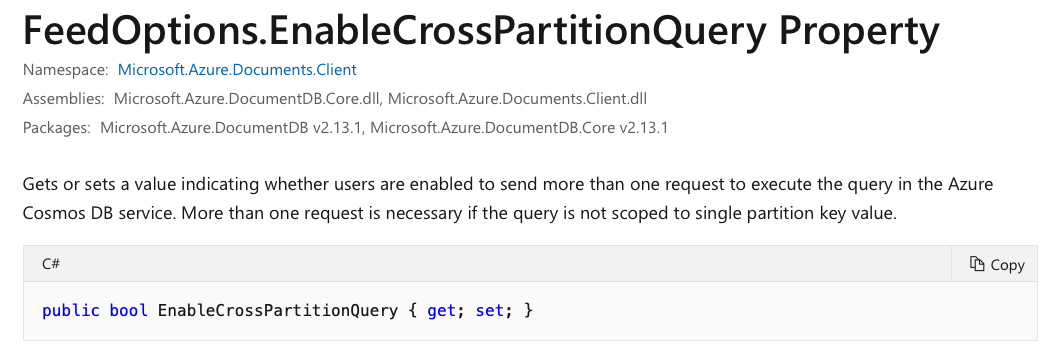 FeedOptions.EnableCrossPartitionQuery Property
Namespace: Microsoft.Azure.Documents.Client
Assemblies: Microsoft.Azure.DocumentDB.Core.dll, Microsoft.Azure.Documents.Client.dll
Packages: Microsoft.Azure.DocumentDB v2.13.1, Microsoft.Azure.DocumentDB.Core v2.13.1
Gets or sets a value indicating whether users are enabled to send more than one request to execute the query in the Azure
Cosmos DB service. More than one request is necessary if the query is not scoped to single partition key value.
C# Copy
public bool EnableCrossPartitionQuery { get; set; }